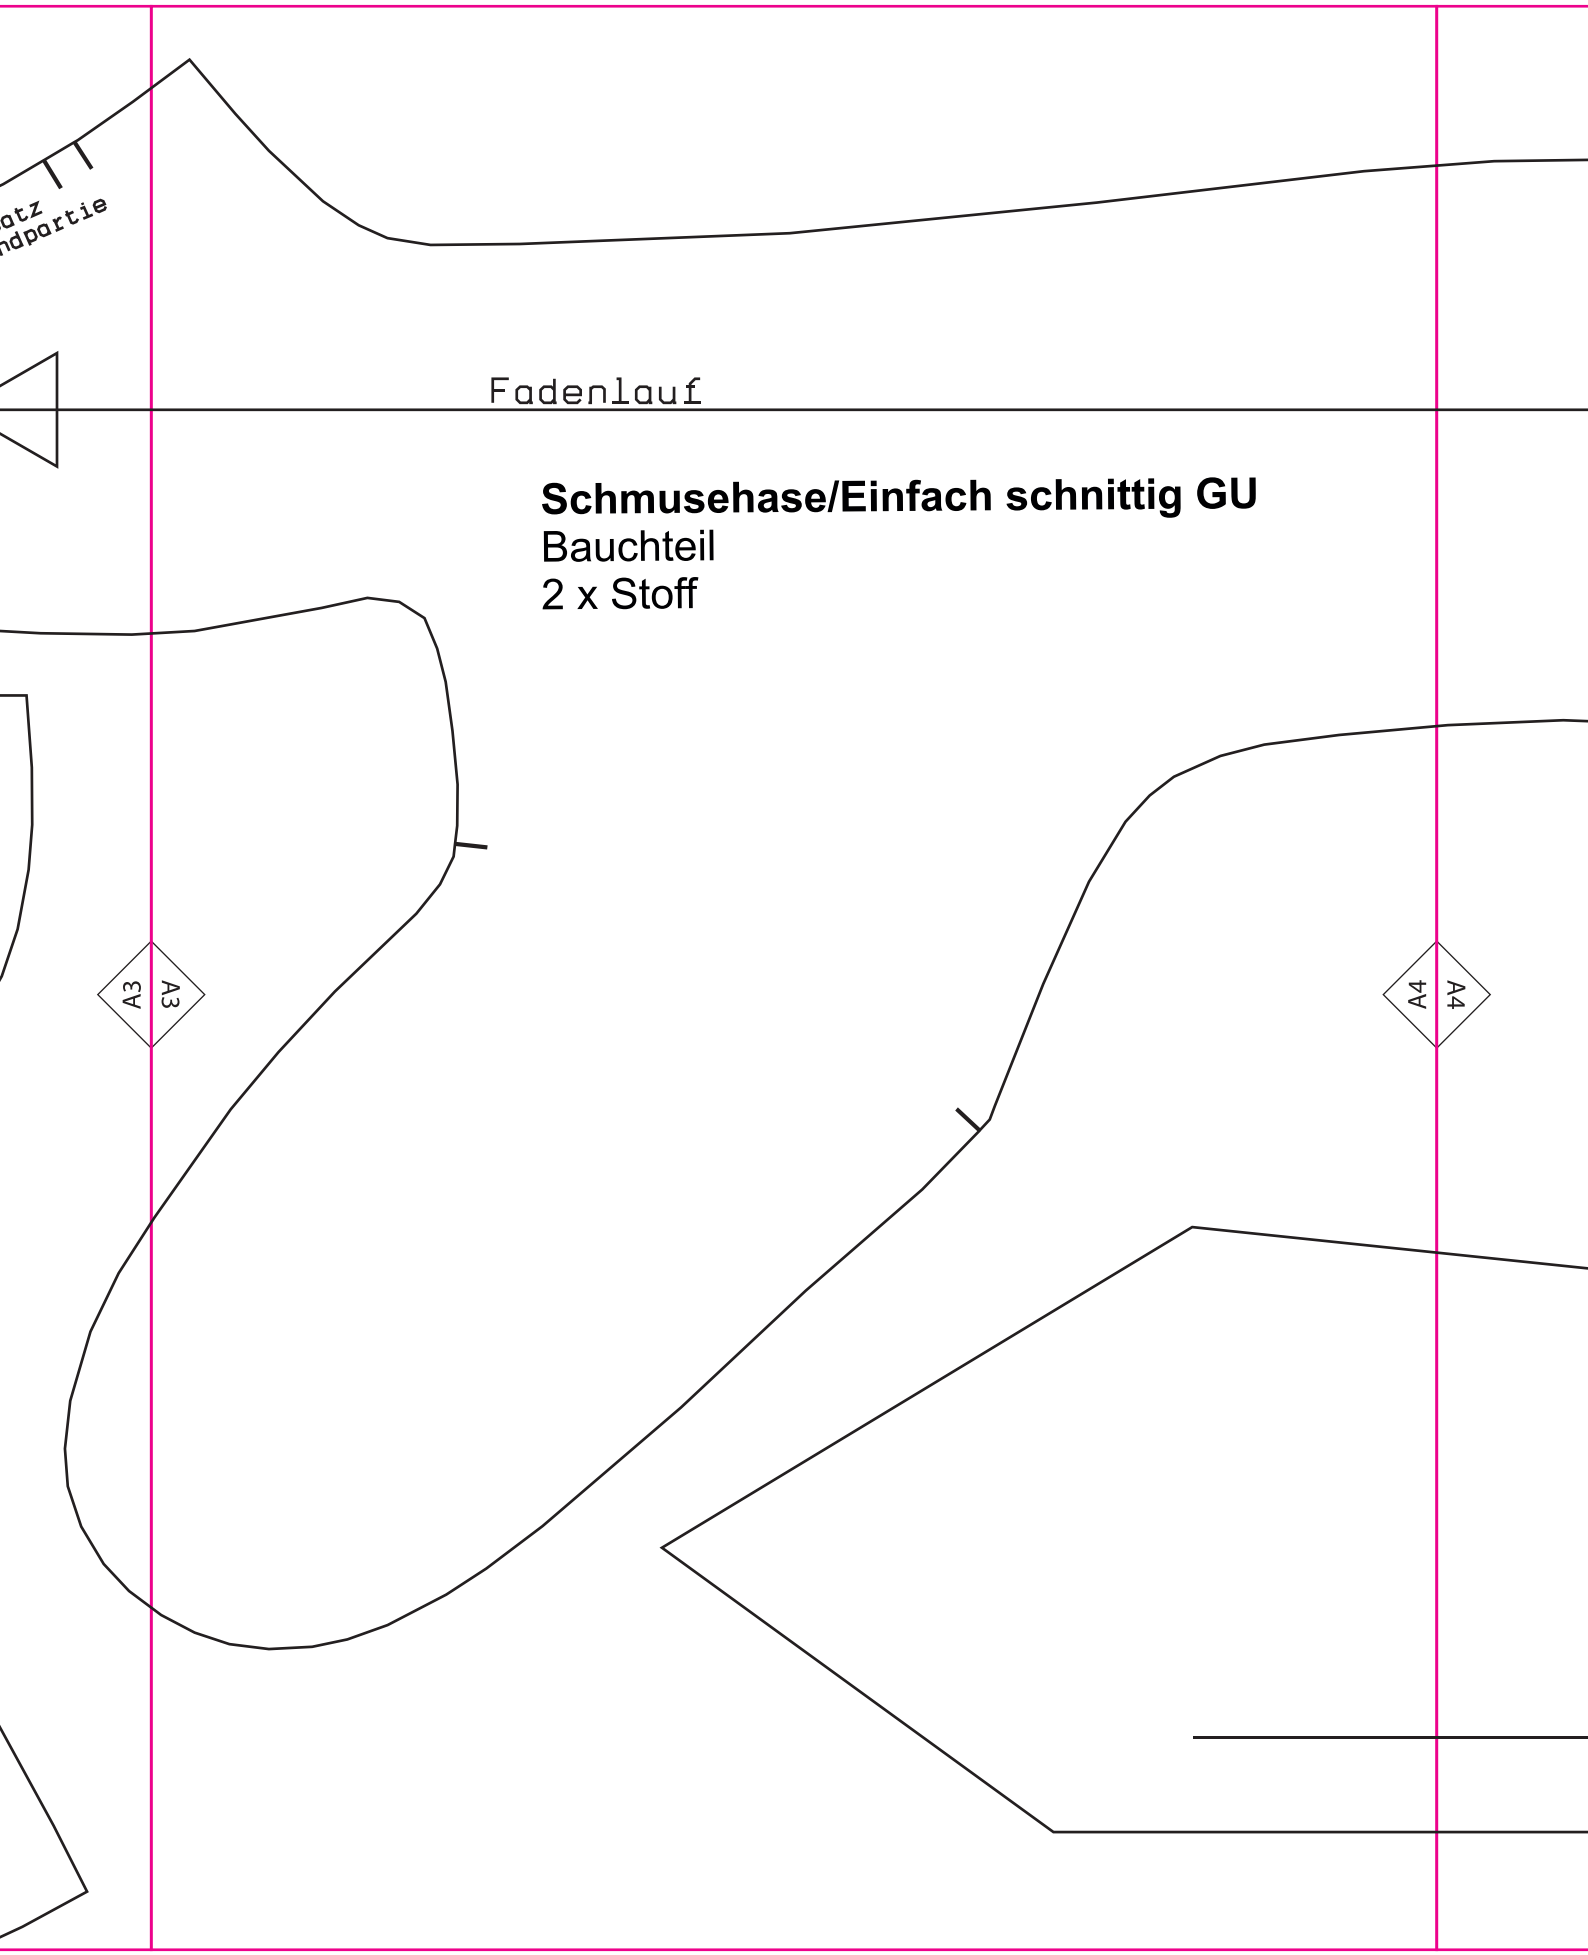 Fadenlauf
Schmusehase/Einfach schnittig GU
Bauchteil
2 x Stoff
A3
A3
A4
A4